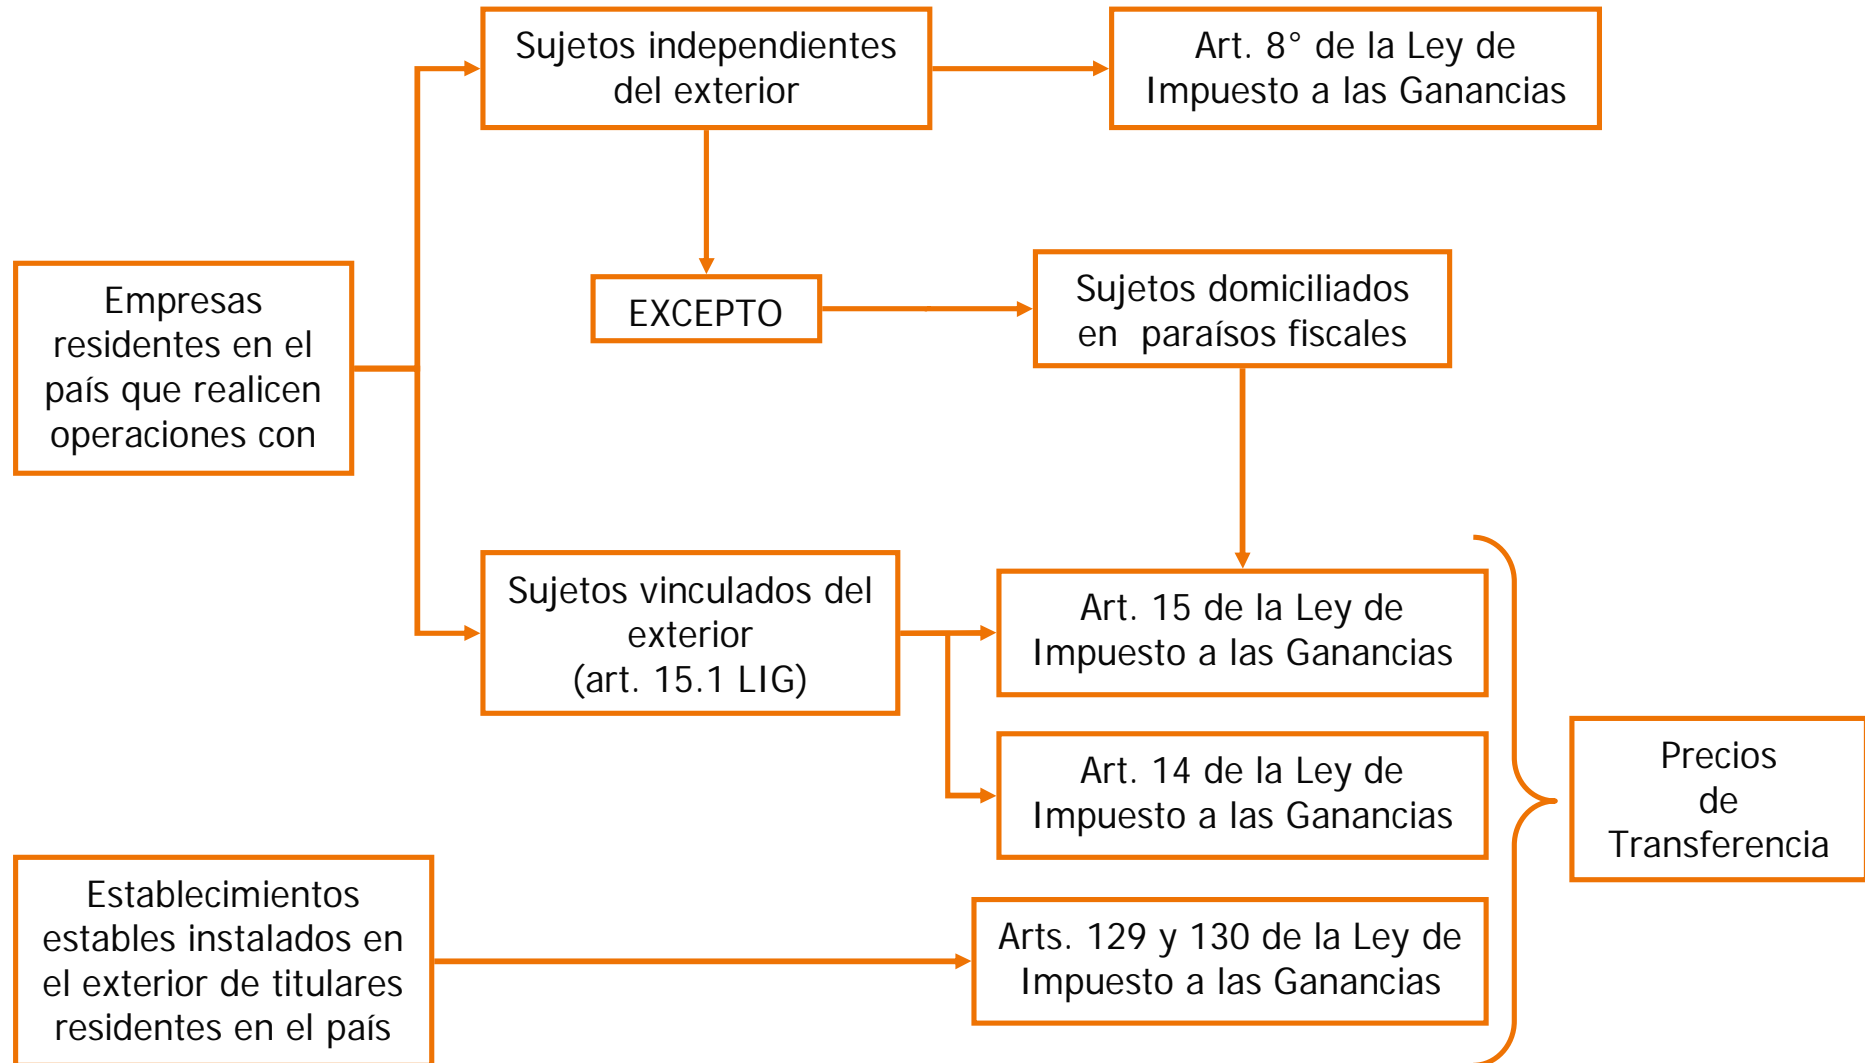 Sujetos independientes
del exterior
Art. 8° de la Ley de
Impuesto a las Ganancias
Empresas
residentes en el
país que realicen
operaciones con
EXCEPTO
Sujetos domiciliados
en paraísos fiscales
Sujetos vinculados del
exterior
(art. 15.1 LIG)
Art. 15 de la Ley de
Impuesto a las Ganancias
Art. 14 de la Ley de
Impuesto a las Ganancias
Precios
de
Transferencia
Establecimientos
estables instalados en
el exterior de titulares
residentes en el país
Arts. 129 y 130 de la Ley de
Impuesto a las Ganancias